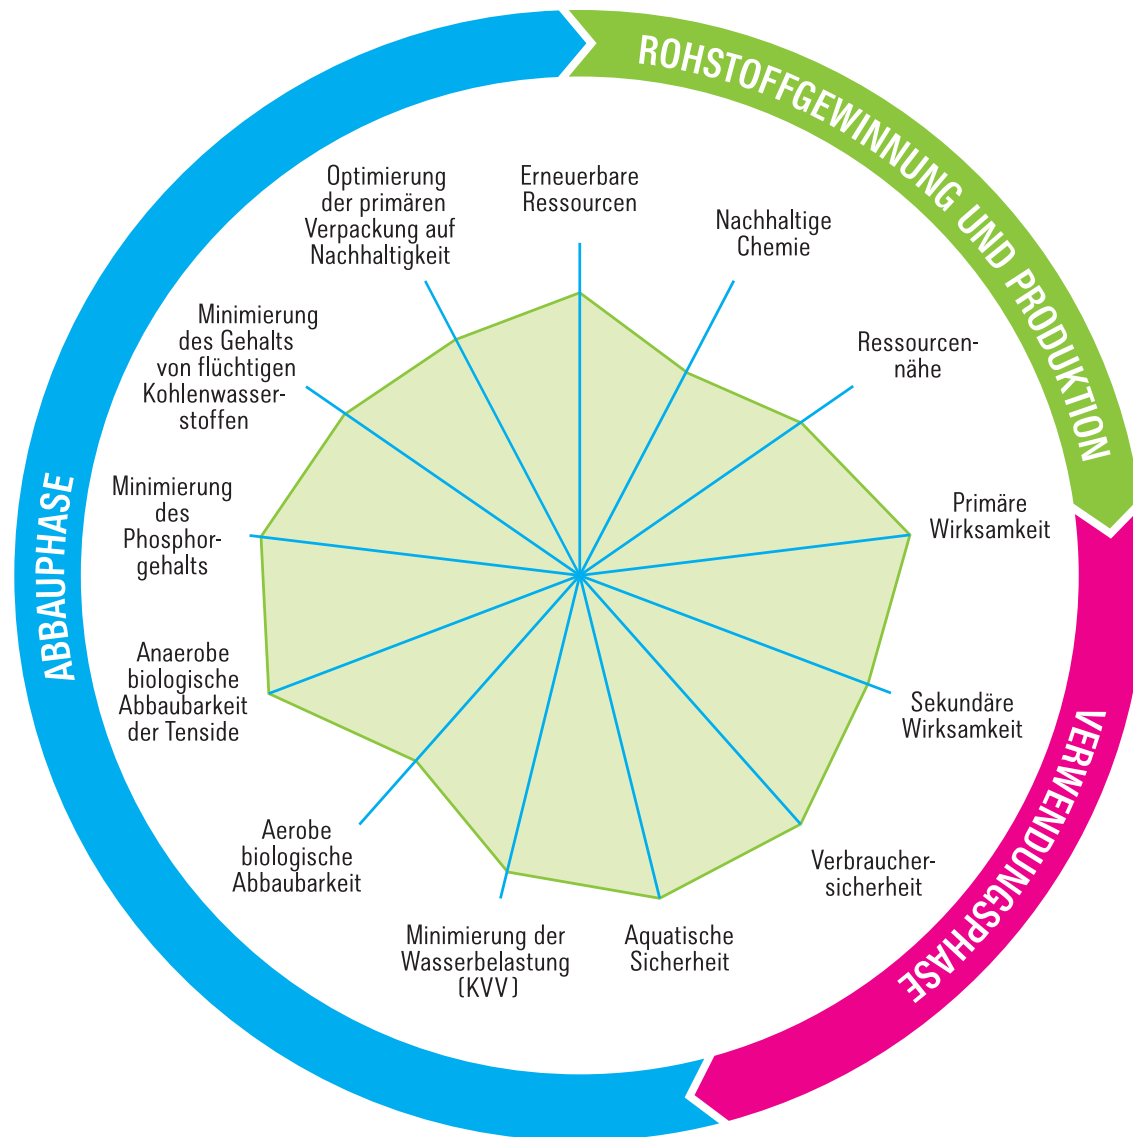 ROHSTOFFGEWINNUNG UND PRODUKTION
VERWENDUNGSPHASE
ABBAUPHASE
Erneuerbare
Ressourcen
Nachhaltige
Chemie
Ressourcen-
nähe
Primäre
Wirksamkeit
Sekundäre
Wirksamkeit
Verbraucher-
sicherheit
Aquatische
Sicherheit
Minimierung der
Wasserbelastung
(KVV)
Aerobe
biologische
Abbaubarkeit
Anaerobe
biologische
Abbaubarkeit
der Tenside
Minimierung
des
Phosphor-
gehalts
Minimierung
des Gehalts
von flüchtigen
Kohlenwasser-
stoffen
Optimierung
der primären
Verpackung auf
Nachhaltigkeit